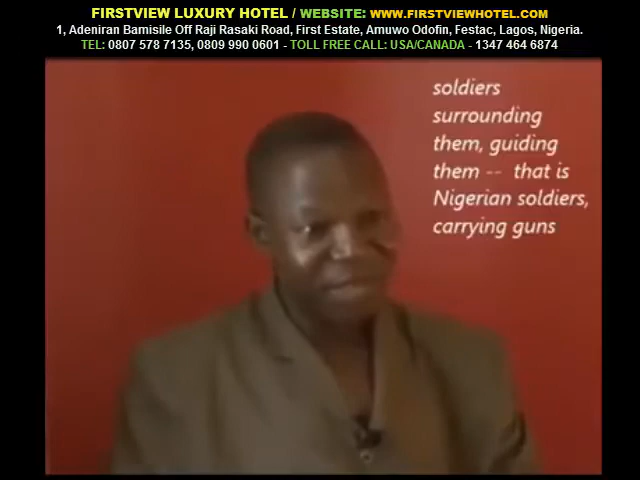 FIRSTVIEW LUXURY HOTEL / WEBSITE: WWW.FIRSTVIEWHOTEL.COM
1, Adeniran Bamisile Off Raji Rasaki Road, First Estate, Amuwo Odofin, Festac, Lagos, Nigeria.
TEL: 0807 578 7135, 0809 990 0601 - TOLL FREE CALL: USA/CANADA - 1347 464 6874
soldiers
surrounding
them, guiding
them -- that is
Nigerian soldiers,
carrying guns